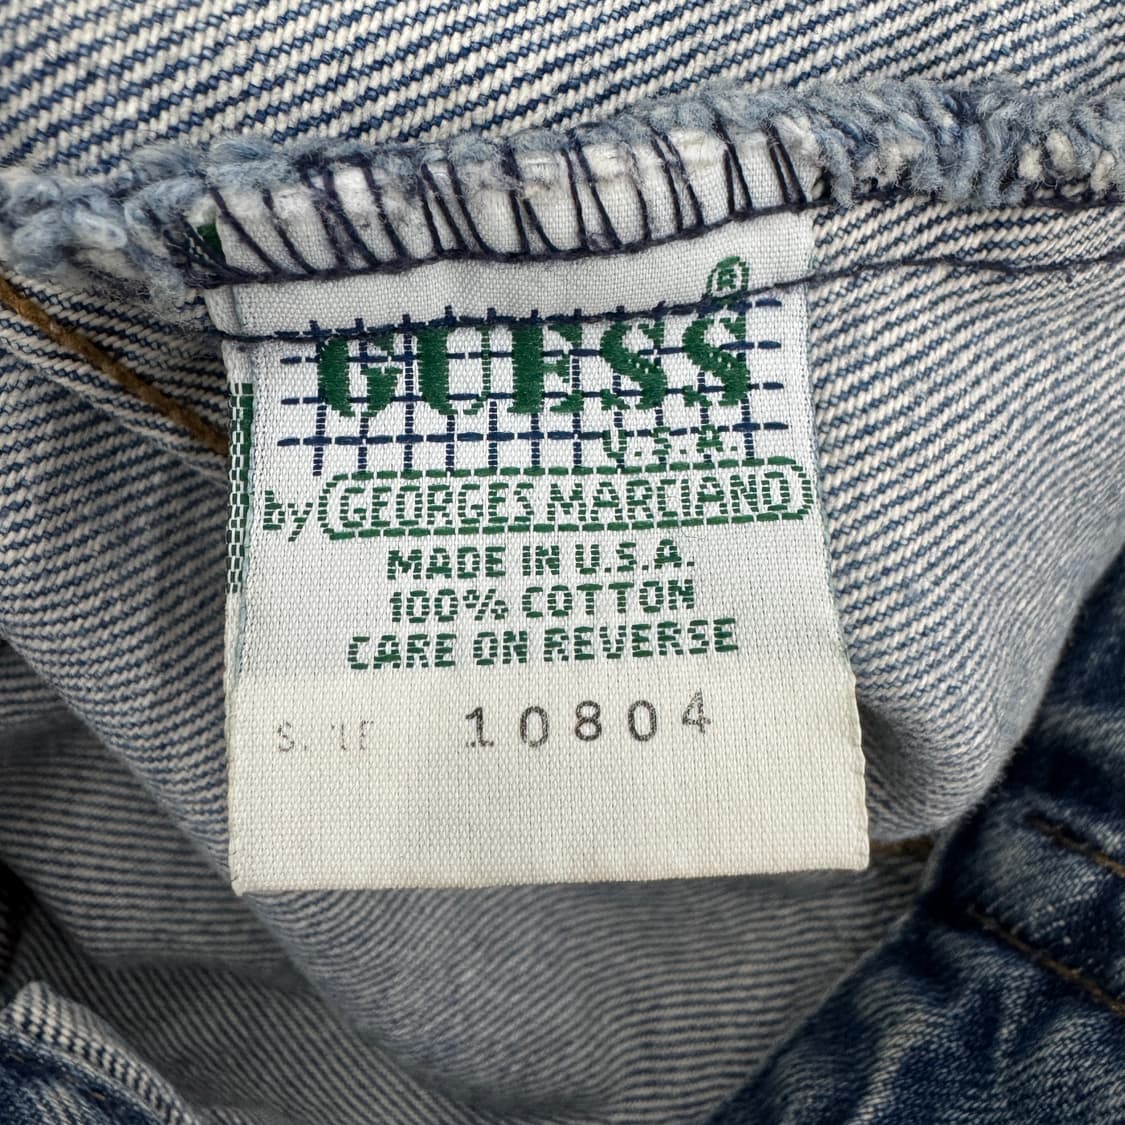 GUESS®
U.S.A.
by GEORGES MARCIANO
MADE IN U.S.A.
100% COTTON
CARE ON REVERSE
10804